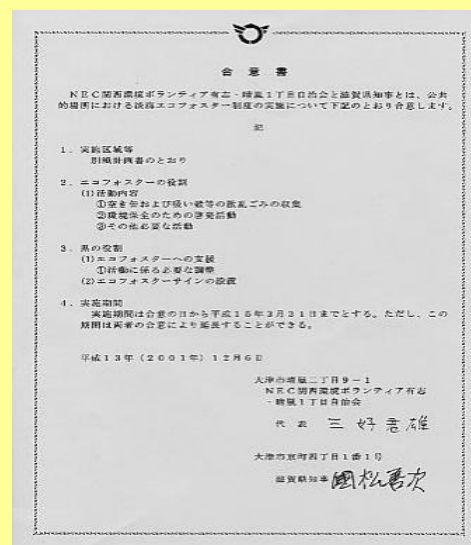 合意書
NEC関西環境ボランティア有志・晴嵐1丁目自治会と滋賀県知事とは、公共
的場所における淡海エコフォスター制度の実施について下記のとおり合意します。
記
1.実施区域等
別紙計画書のとおり
2.エコフォスターの役割
(1)活動内容
①空き缶および吸い殻等の散乱ごみの収集
②環境保全のための啓発活動
③その他必要な活動
3.県の役割
(1)エコフォスターへの支援
①活動に係る必要な調整
(2)エコフォスターサインの設置
4.実施期間
実施期間は合意の日から平成15年3月31日までとする。ただし、この
期間は両者の合意により延長することができる。
平成13年(2001年)12月6日
大津市晴嵐二丁目9-1
NEC関西環境ボランティア有志
・晴嵐1丁目自治会
代表 三好君雄
大津市京町四丁目1番1号
滋賀県知事 國松善次